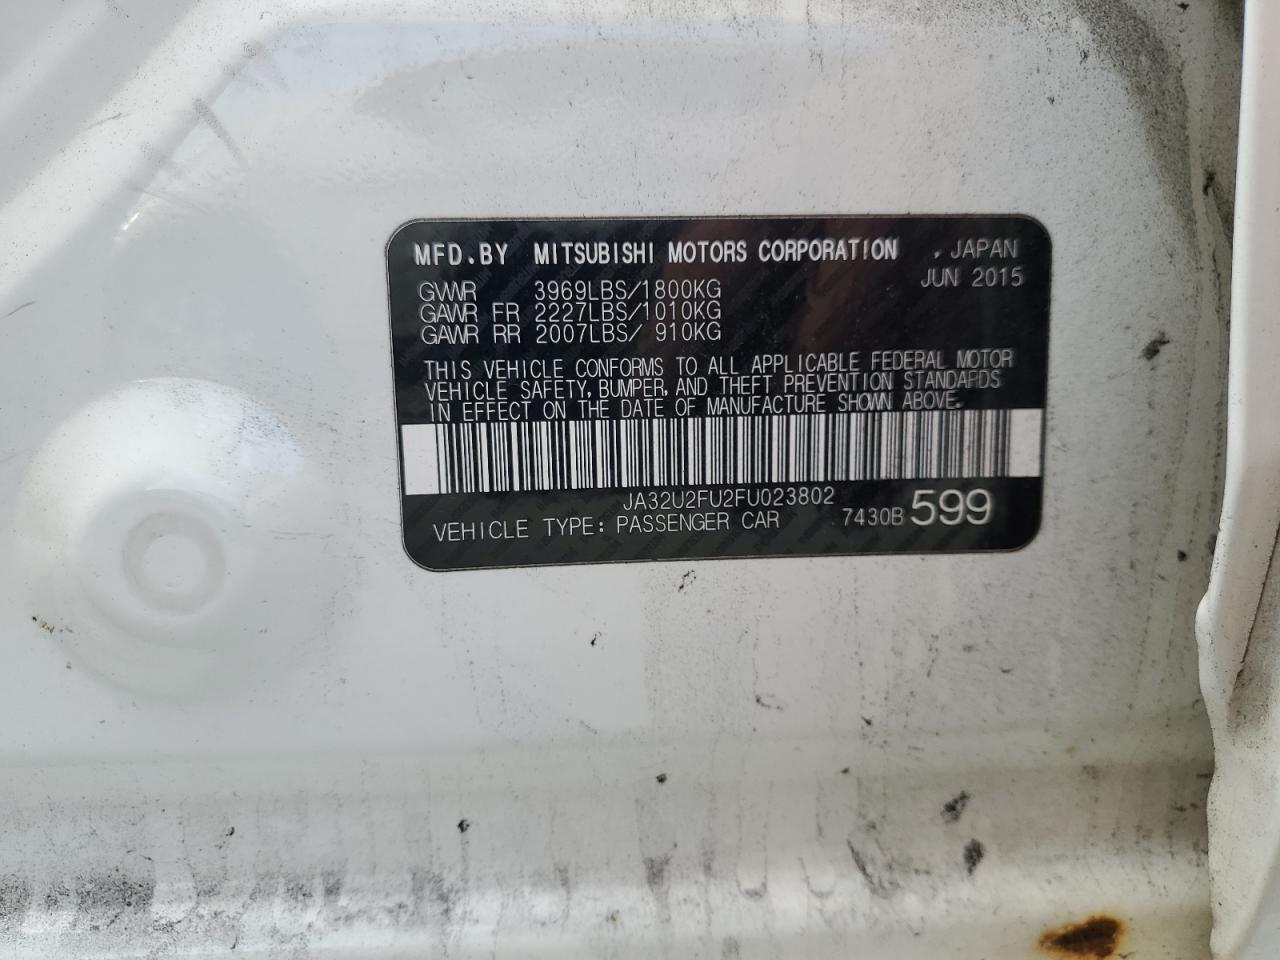 MFD.BY MITSUBISHI MOTORS CORPORATION , JAPAN
JUN 2015
GVWR 3969LBS/1800KG
GAWR FR 2227LBS/1010KG
GAWR RR 2007LBS/ 910KG
THIS VEHICLE CONFORMS TO ALL APPLICABLE FEDERAL MOTOR
VEHICLE SAFETY, BUMPER, AND THEFT PREVENTION STANDARDS
IN EFFECT ON THE DATE OF MANUFACTURE SHOWN ABOVE.
JA32U2FU2FU023802
VEHICLE TYPE: PASSENGER CAR 7430B 599